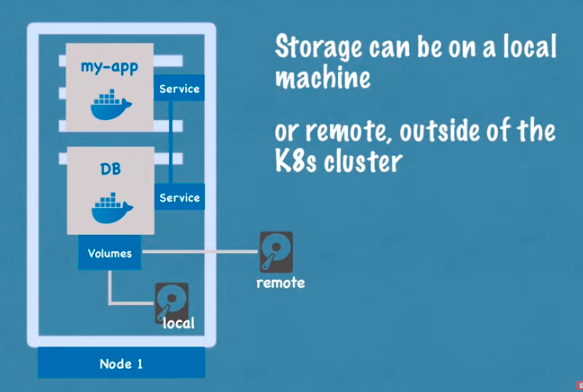 my-app
Service
DB
Service
Volumes
remote
local
Node 1
Storage can be on a local
machine
or remote, outside of the
K8s cluster